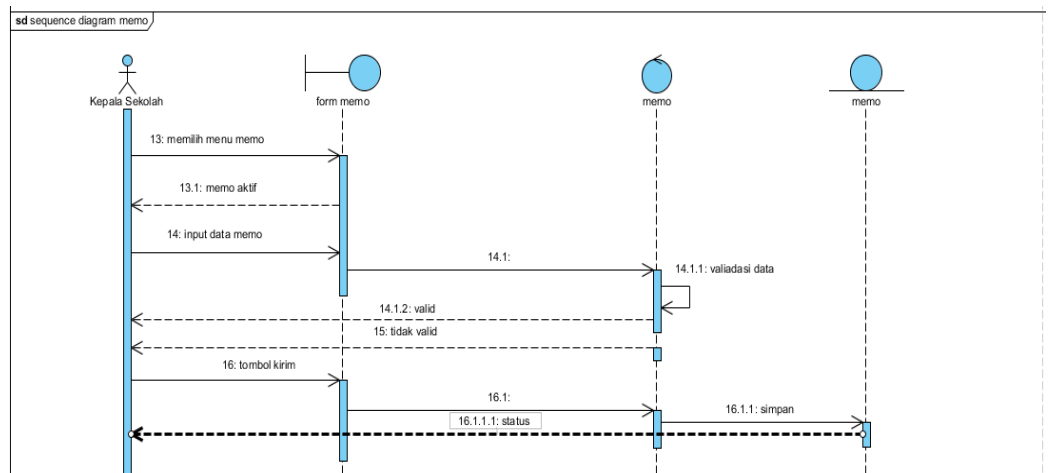 sd sequence diagram memo
Kepala Sekolah
form memo
memo
memo
13: memilih menu memo
13.1: memo aktif
14: input data memo
14.1:
14.1.1: valiadasi data
14.1.2: valid
15: tidak valid
16: tombol kirim
16.1:
16.1.1: simpan
16.1.1.1: status